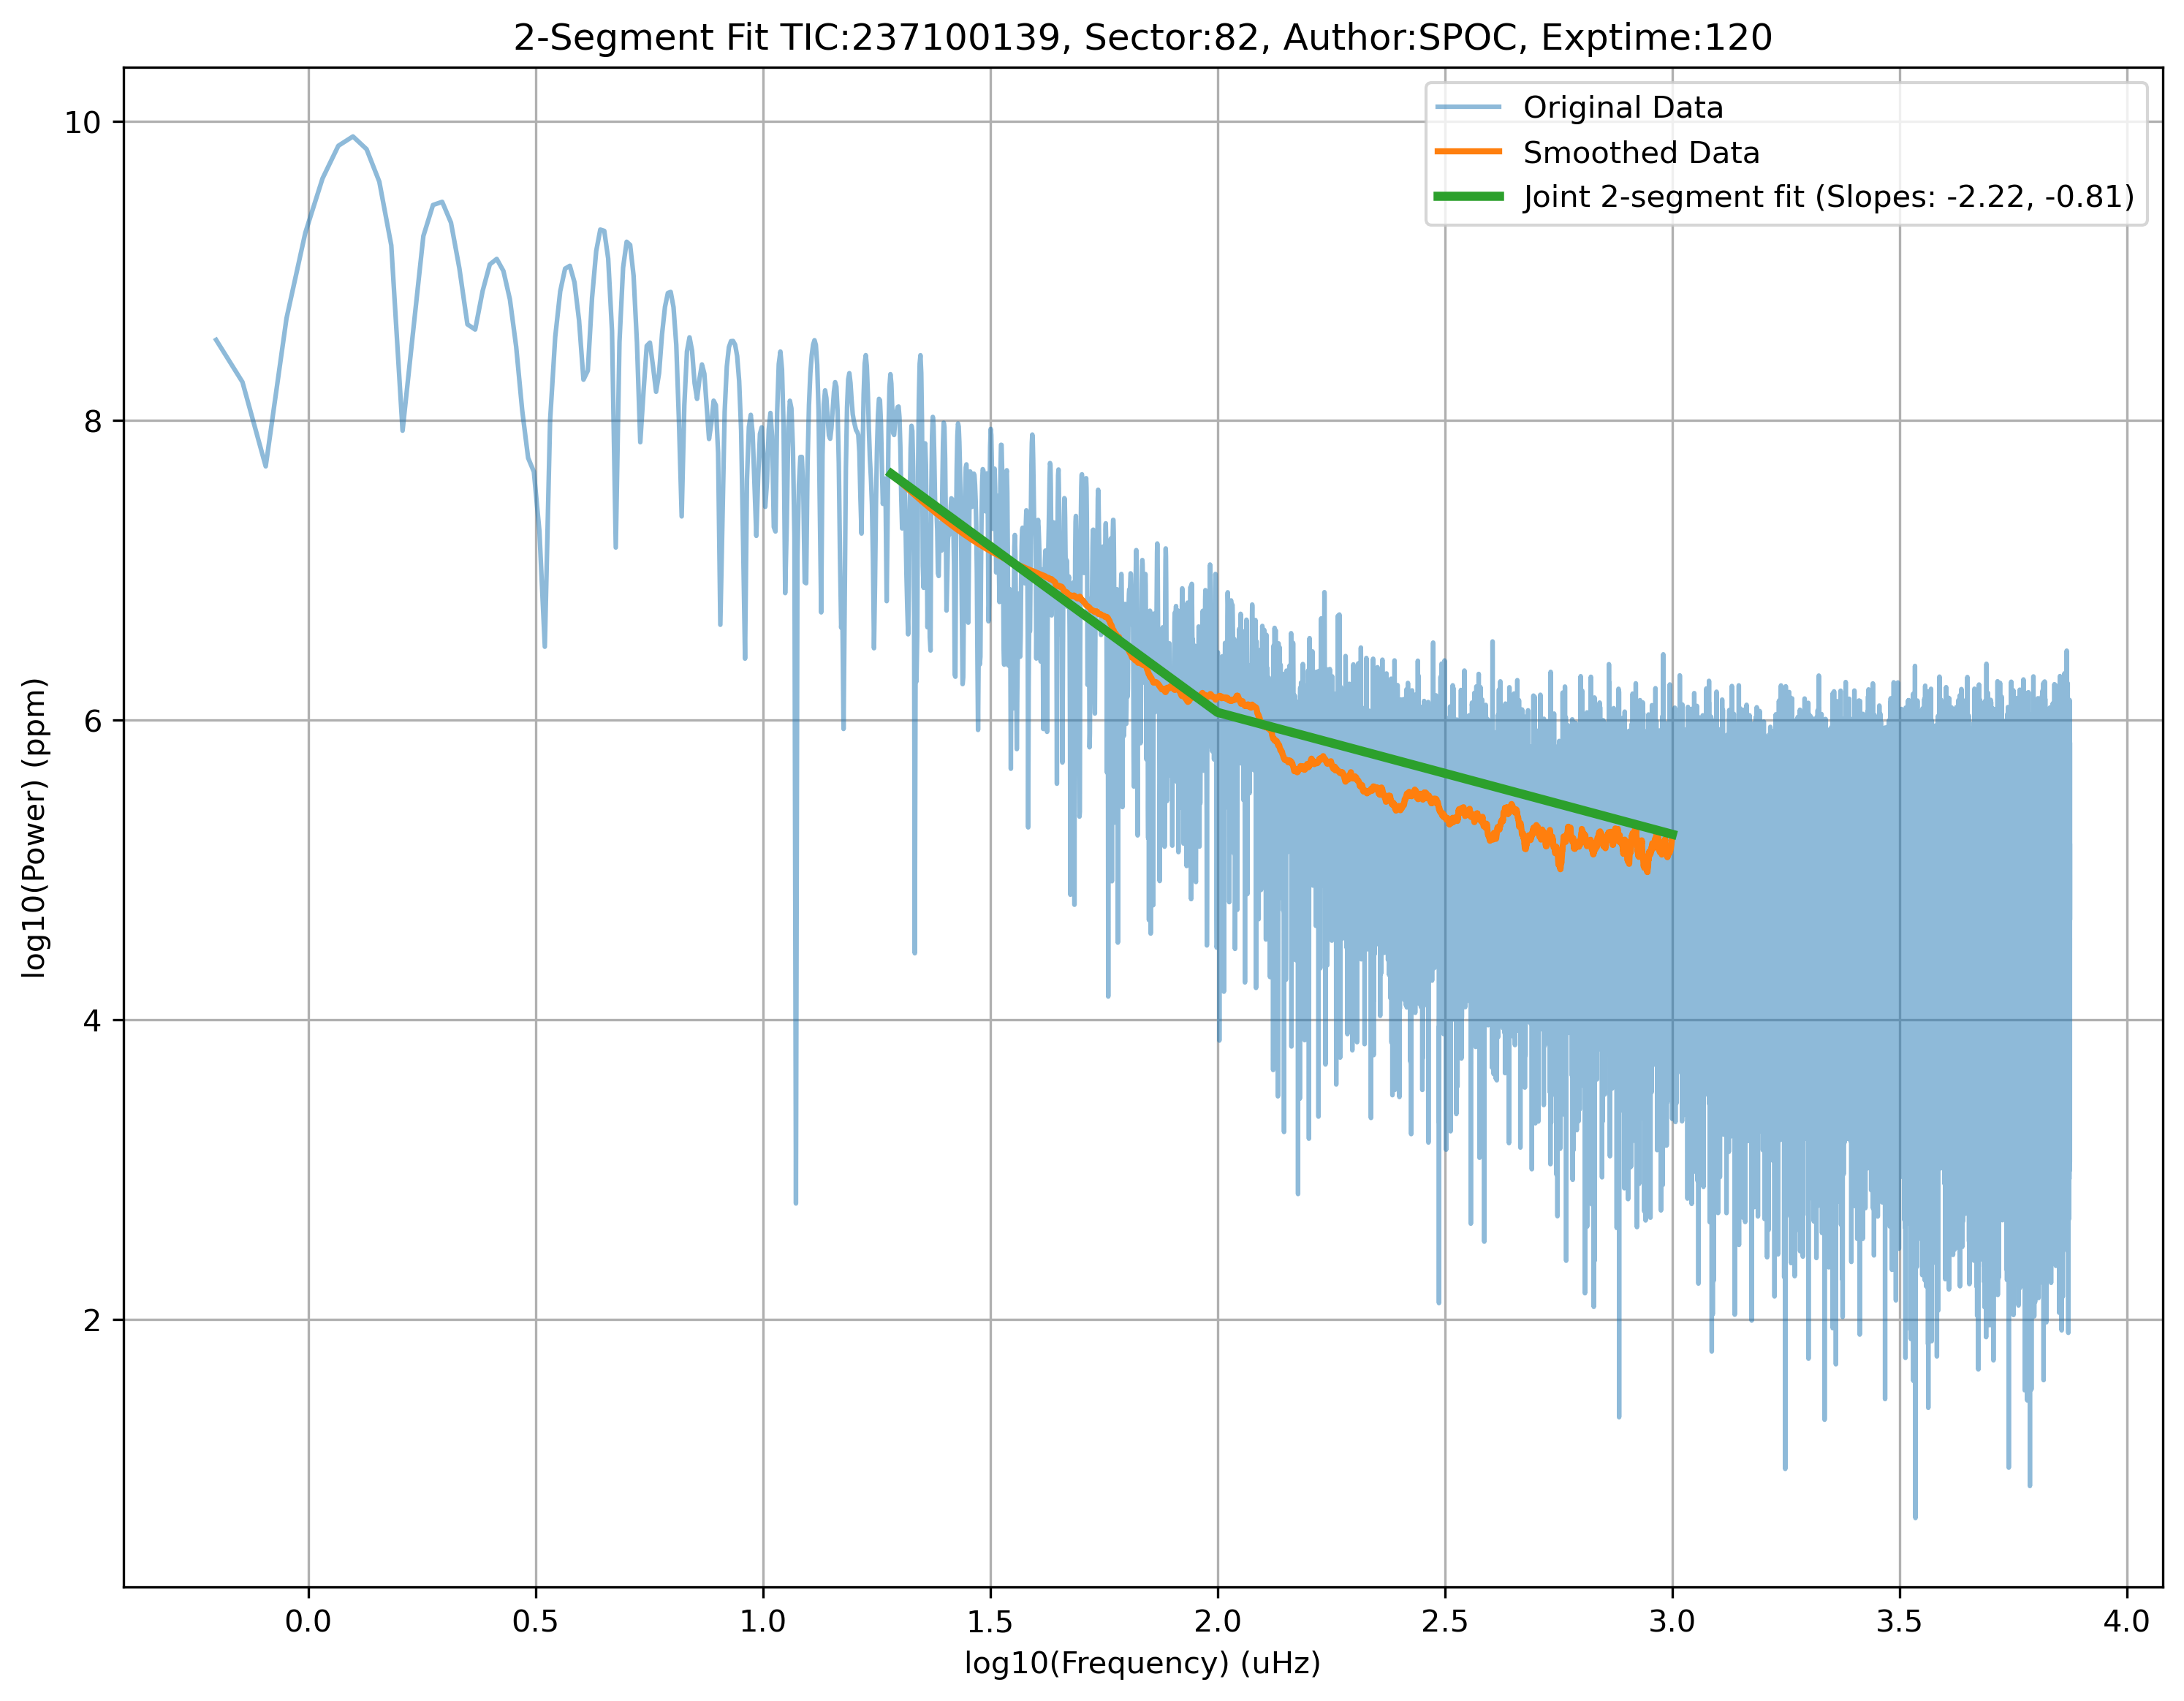 2-Segment Fit TIC:237100139, Sector:82, Author:SPOC, Exptime:120
Original Data
Smoothed Data
Joint 2-segment fit (Slopes: -2.22, -0.81)
log10(Power) (ppm)
10
8
6
4
2
0.0 0.5 1.0 1.5 2.0 2.5 3.0 3.5 4.0
log10(Frequency) (uHz)